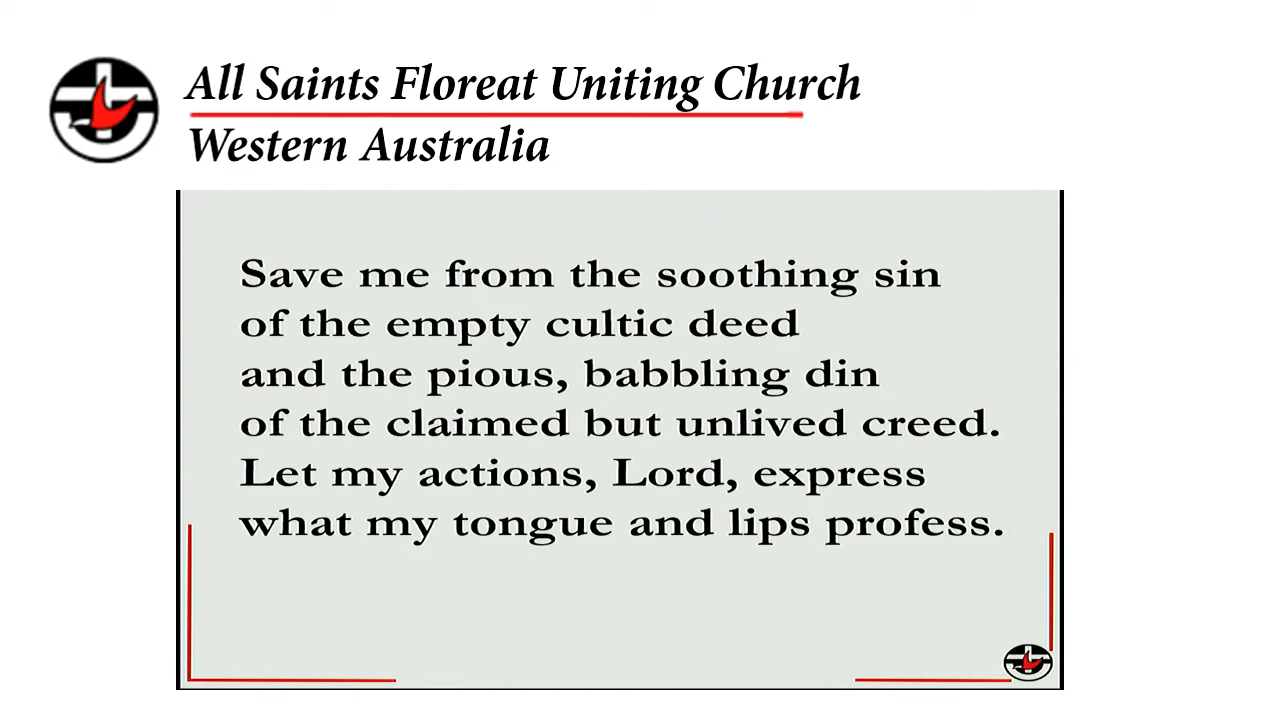 All Saints Floreat Uniting Church
Western Australia
Save me from the soothing sin
of the empty cultic deed
and the pious, babbling din
of the claimed but unlived creed.
Let my actions, Lord, express
what my tongue and lips profess.